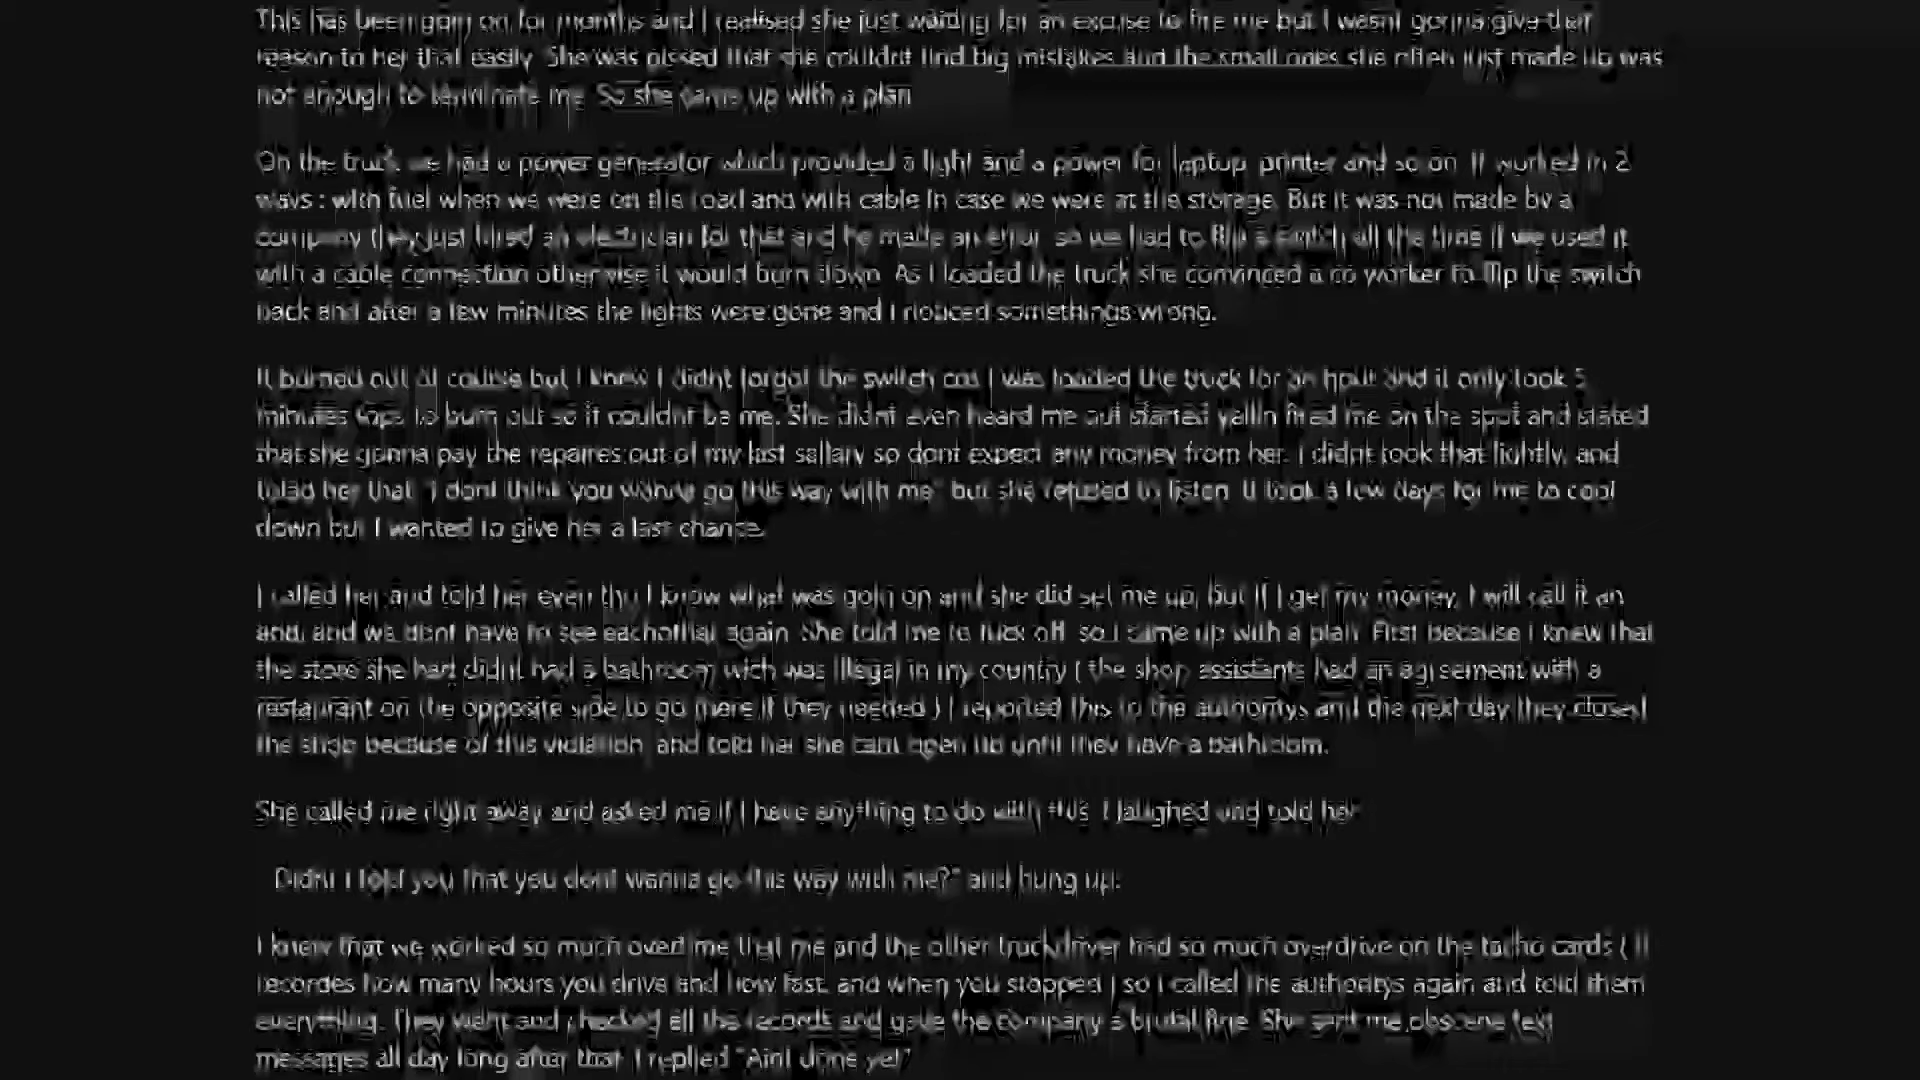 This has been goin on for months and I realised she just waiting for an excuse to fire me but I wasnt gonna give that
reason to her that easily. She was pissed that she couldnt find big mistakes and the small ones she often just made up was
not enough to terminate me. So she came up with a plan
On the truck we had a power generator which provided a light and a power for laptop, printer and so on. It worked in 2
ways : with fuel when we were on the road and with cable in case we were at the storage. But it was not made by a
company they just hired an electrician for that and he made an error, so we had to flip a switch all the time if we used it
with a cable connection otherwise it would burn down. As I loaded the truck she convinced a co worker to flip the switch
back and after a few minutes the lights were gone and I noticed somethings wrong.
It burned out of course but I knew I didnt forgot the switch cos I was loaded the truck for an hour and it only took 5
minutes tops to burn out so it couldnt be me. She didnt even heard me out started yallin fired me on the spot and stated
that she gonna pay the repaires out of my last sallary so dont expect any money from her. I didnt took that lightly, and
tolad her that "I dont think you wanna go this way with me" but she refused to listen. It took a few days for me to cool
down but I wanted to give her a last chance.
I called her and told her even tho I know what was goin on and she did set me up, but if I get my money, I will call it an
and, and we dont have to see eachother again. She told me to fuck off, so I came up with a plan. First because I knew that
the store she had didnt had a bathroom wich was illegal in my country ( the shop assistants had an agreement with a
restaurant on the opposite side to go there if they needed ) I reported this to the authoritys and the next day they closed
the shop because of this violation, and told her she cant open up until they have a bathroom.
She called me right away and asked me if I have anything to do with this. I laughed and told her
Didnt I told you that you dont wanna go this way with me?" and hung up.
I knew that we worked so much overtime that me and the other truck driver had so much overdrive on the tacho cards ( It
recordes how many hours you drive and how fast, and when you stopped ) so I called the authoritys again and told them
everything. They went and checked all the records and gave the company a brutal fine. She sent me obscene text
messages all day long after that. I replied "Aint done yet"